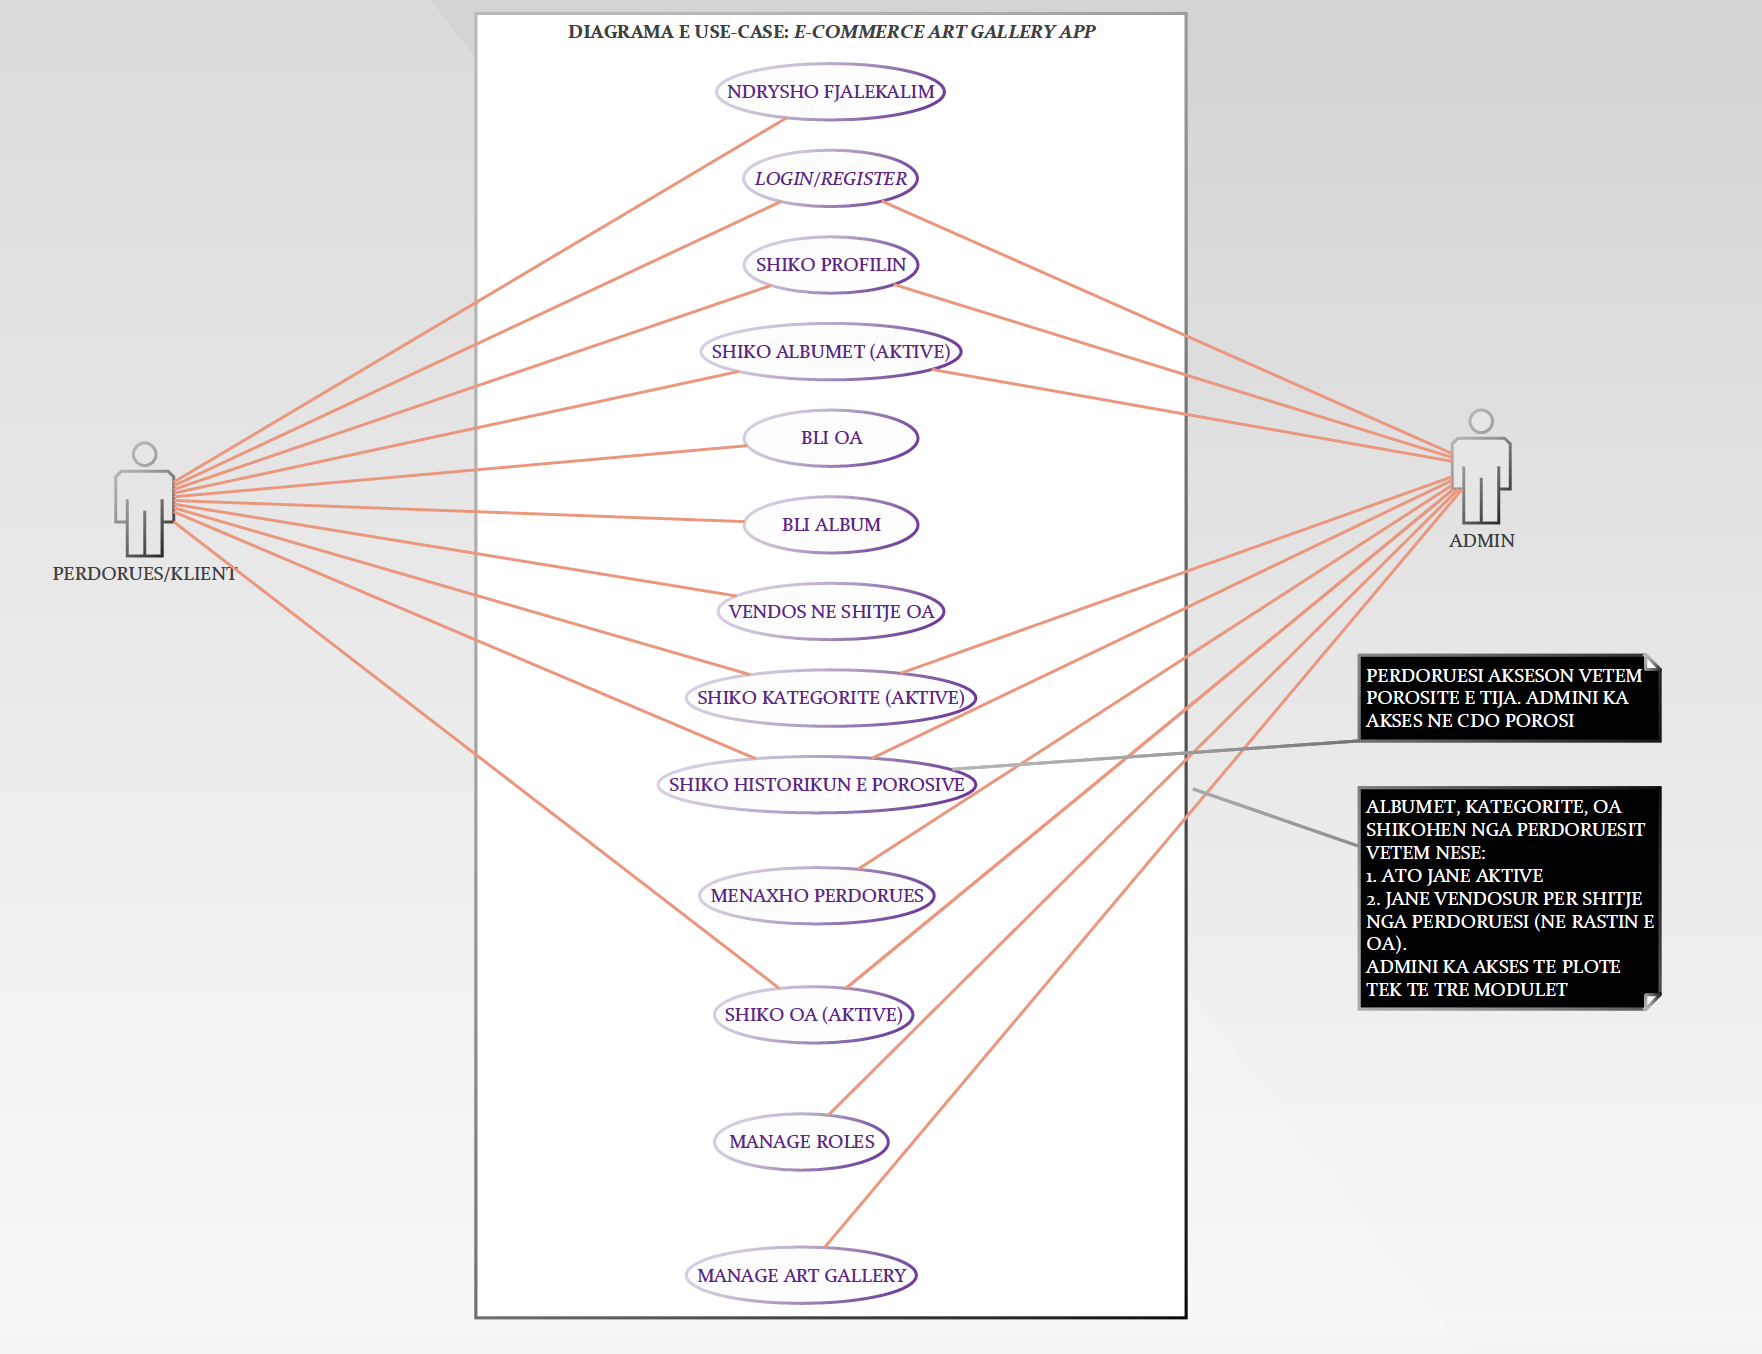 DIAGRAMA E USE-CASE: E-COMMERCE ART GALLERY APP
NDRYSHO FJALEKALIM
LOGIN/REGISTER
SHIKO PROFILIN
SHIKO ALBUMET (AKTIVE)
BLI OA
BLI ALBUM
VENDOS NE SHITJE OA
SHIKO KATEGORITE (AKTIVE)
SHIKO HISTORIKUN E POROSIVE
MENAXHO PERDORUES
SHIKO OA (AKTIVE)
MANAGE ROLES
MANAGE ART GALLERY
PERDORUES/KLIENT
ADMIN
PERDORUESI AKSESON VETEM
POROSITE E TIJA. ADMINI KA
AKSES NE CDO POROSI
ALBUMET, KATEGORITE, OA
SHIKOHEN NGA PERDORUESIT
VETEM NESE:
1. ATO JANE AKTIVE
2. JANE VENDOSUR PER SHITJE
NGA PERDORUESI (NE RASTIN E
OA).
ADMINI KA AKSES TE PLOTE
TEK TE TRE MODULET